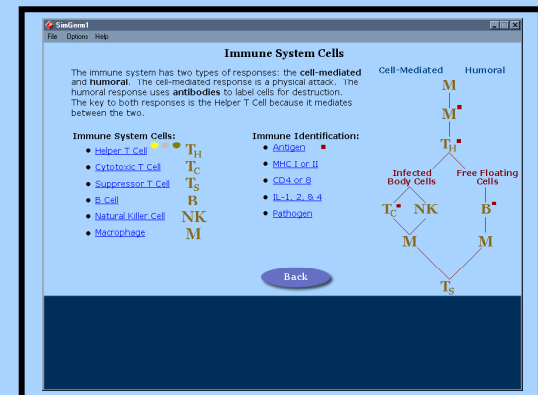 SimGerm1
File Options Help
Immune System Cells
The immune system has two types of responses: the cell-mediated
and humoral. The cell-mediated response is a physical attack. The
humoral response uses antibodies to label cells for destruction.
The key to both responses is the Helper T Cell because it mediates
between the two.
Cell-Mediated Humoral
M
M
TH
Infected Body Cells
Free Floating Cells
TC NK B
M M
TS
Immune System Cells:
Helper T Cell TH
Cytotoxic T Cell TC
Suppressor T Cell TS
B Cell B
Natural Killer Cell NK
Macrophage M
Immune Identification:
Antigen
MHC I or II
CD4 or 8
IL-1, 2, & 4
Pathogen
Back